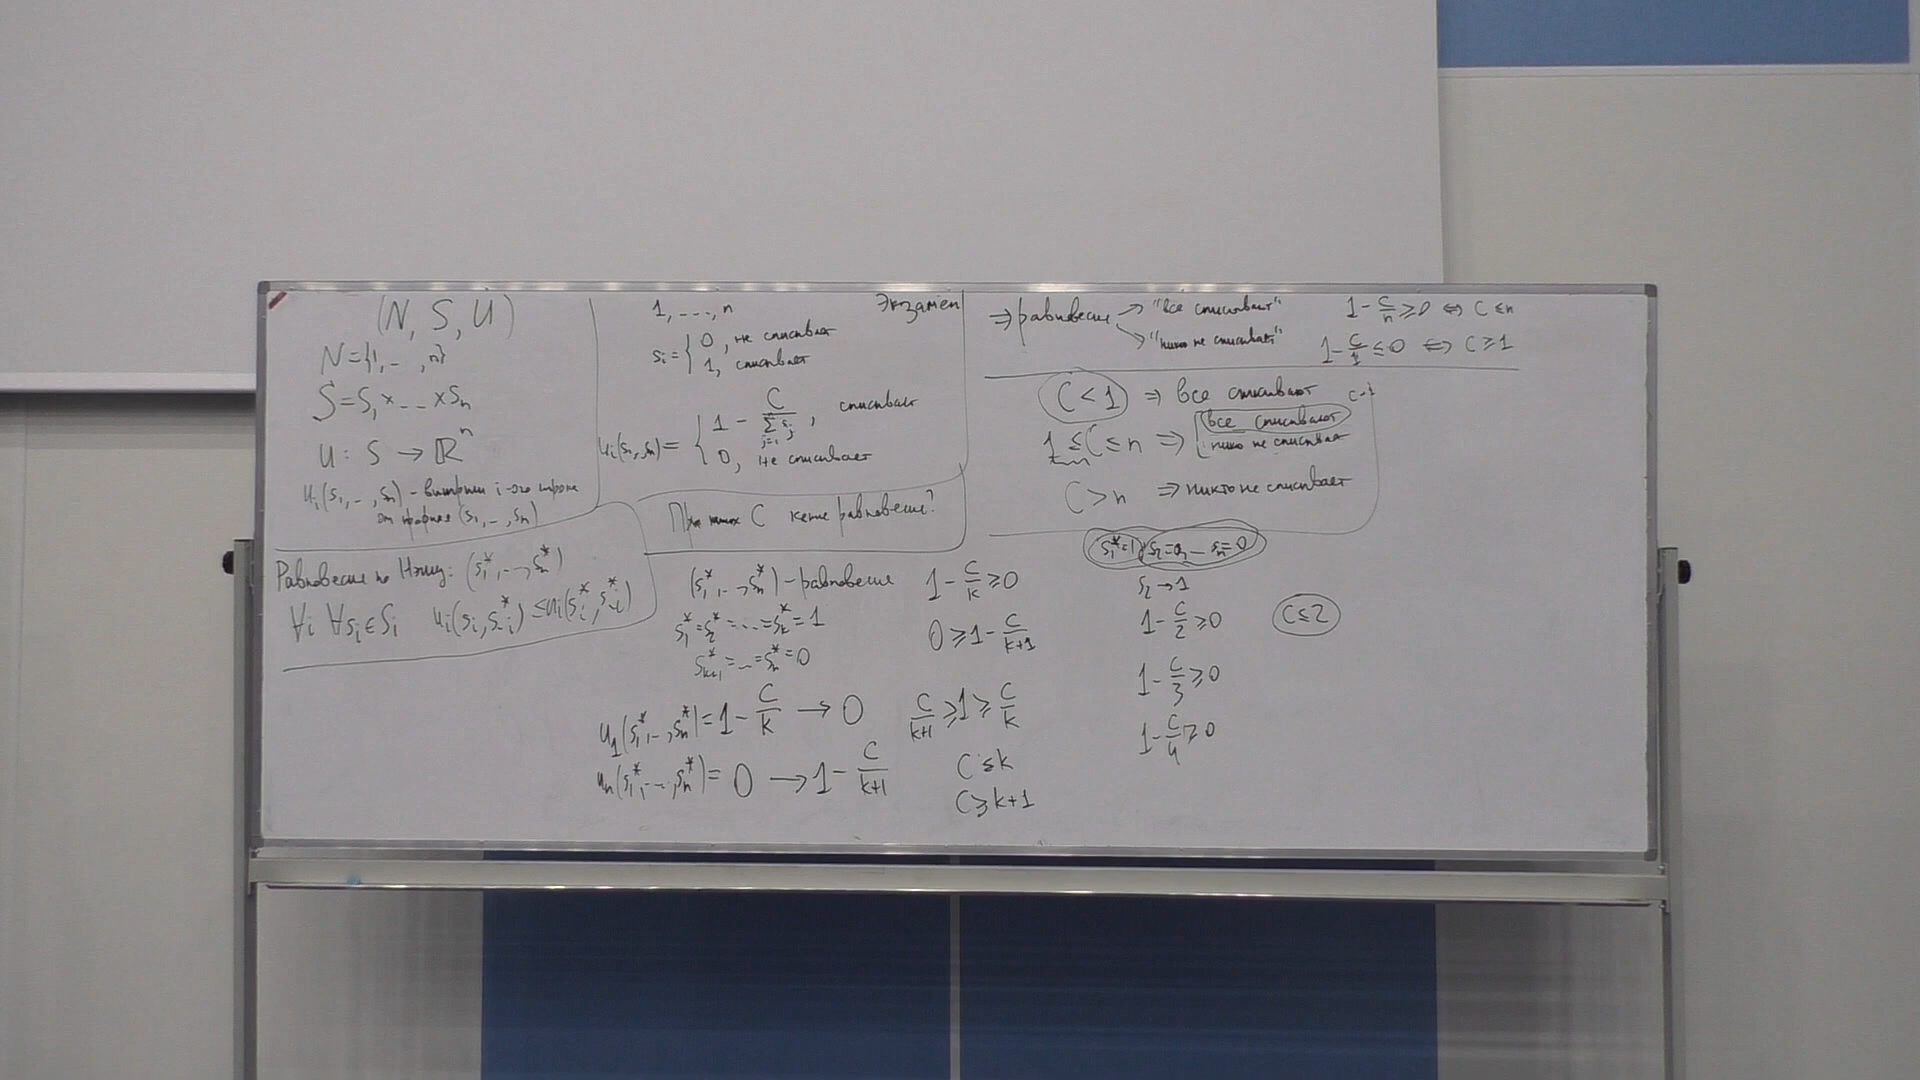 (N, S, U)
N={1, .. , n}
S=S₁×...×Sₙ
U : S → ℝⁿ
uᵢ(s₁, .. , sₙ) – выигрыш i-ого игрока
от профиля (s₁, .. , sₙ)
Равновесие по Нэшу: (s₁*, .. , sₙ*)
∀i ∀sᵢ∈Sᵢ uᵢ(sᵢ, s₋ᵢ*) ≤ uᵢ(sᵢ*, s₋ᵢ*)
1, ..., n Экзамен
sᵢ = { 0, не списывает
1, списывает
uᵢ(s₁, .., sₙ) = { 1 – C / ∑ⱼ₌₁ⁿ sⱼ , списывает
0, не списывает
При каких C какие равновесия?
(s₁*, .. , sₙ*) – равновесие
s₁* = s₂* = ... = sₖ* = 1
sₖ₊₁* = ... = sₙ* = 0
u₁(s₁*, .. , sₙ*) = 1 – C/k → 0
uₙ(s₁*, ... , sₙ*) = 0 → 1 – C/(k+1)
1 – C/k ≥ 0
0 ≥ 1 – C/(k+1)
C/(k+1) ≥ 1 ≥ C/k
C ≤ k
C ≥ k+1
⇒ равновесие → "все списывают" 1 – C/n ≥ 0 ⇔ C ≤ n
→ "никто не списывает" 1 – C/1 ≤ 0 ⇔ C ≥ 1
C < 1 ⇒ все списывают
1 ≤ C ≤ n ⇒ [ все списывают
никто не списывает
C > n ⇒ никто не списывает
s₁*=1 s₂=0, ... sₙ=0
s₂ → 1
1 – C/2 ≥ 0 C ≤ 2
1 – C/3 ≥ 0
1 – C/4 ≥ 0